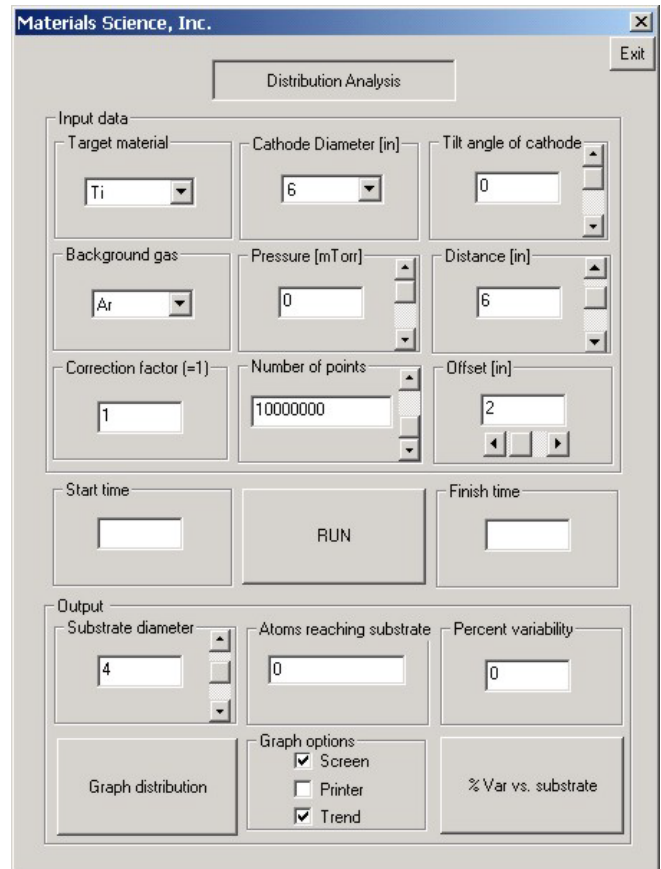 Materials Science, Inc.
Exit
Distribution Analysis
Input data
Target material
Cathode Diameter [in]
Tilt angle of cathode
Ti
6
0
Background gas
Pressure [mTorr]
Distance [in]
Ar
0
6
Correction factor (=1)
Number of points
Offset [in]
1
10000000
2
Start time
RUN
Finish time
Output
Substrate diameter
Atoms reaching substrate
Percent variability
4
0
0
Graph distribution
Graph options
Screen
Printer
Trend
% Var vs. substrate